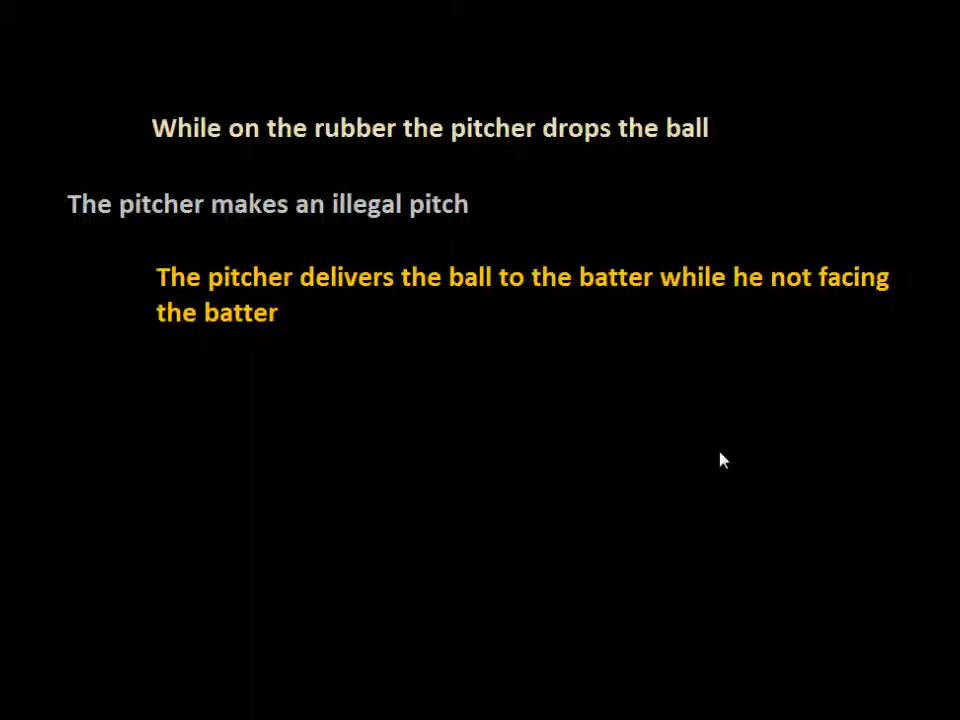 While on the rubber the pitcher drops the ball
The pitcher makes an illegal pitch
The pitcher delivers the ball to the batter while he not facing
the batter